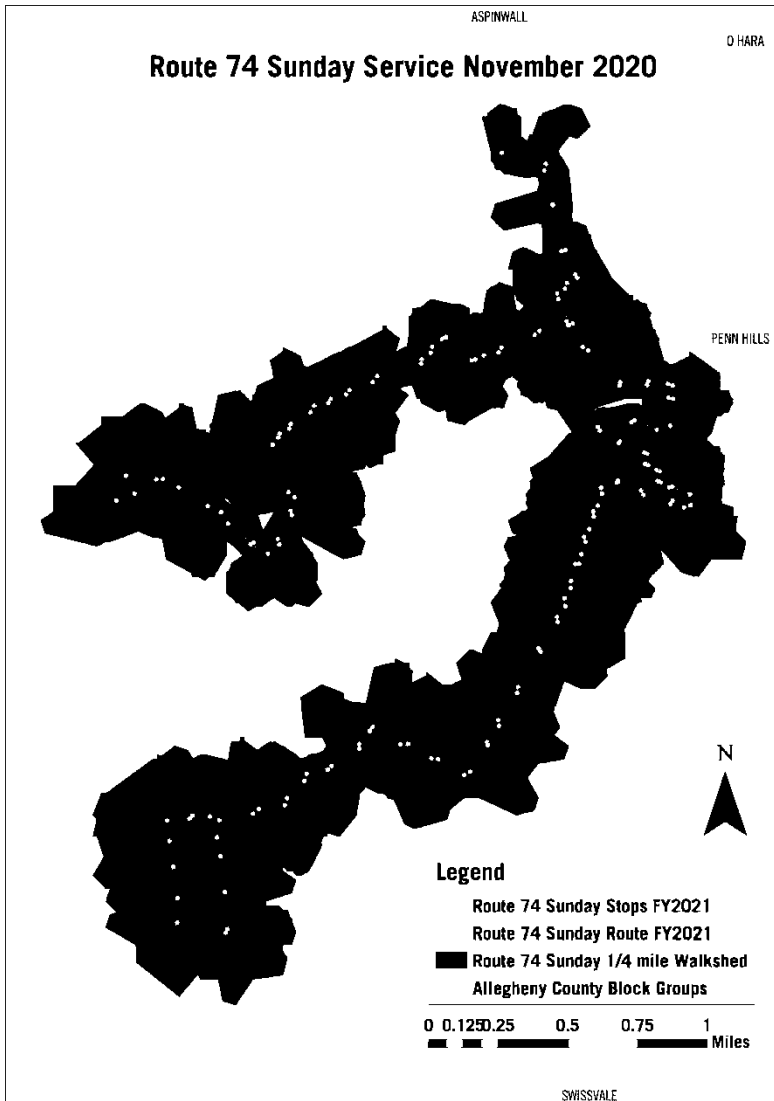 ASPINWALL
O HARA
Route 74 Sunday Service November 2020
PENN HILLS
N
Legend
Route 74 Sunday Stops FY2021
Route 74 Sunday Route FY2021
Route 74 Sunday 1/4 mile Walkshed
Allegheny County Block Groups
0 0.125 0.25 0.5 0.75 1
Miles
SWISSVALE